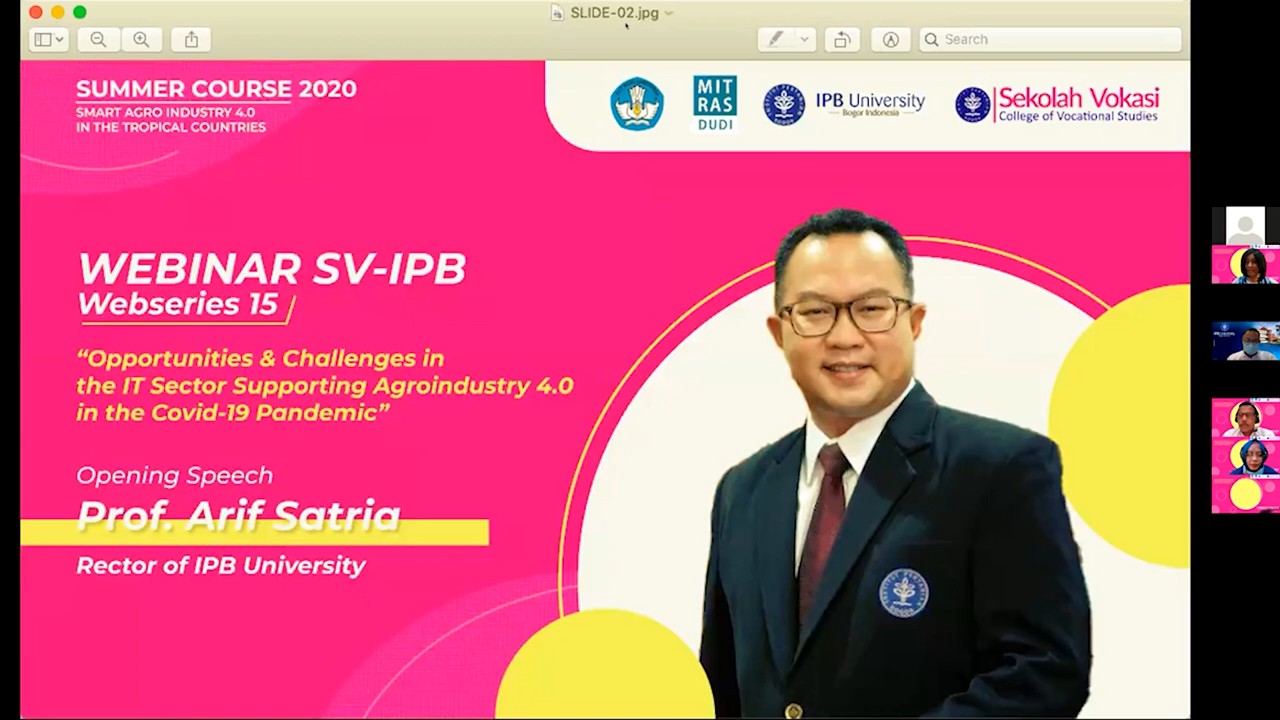 SLIDE-02.jpg
Search
SUMMER COURSE 2020
SMART AGRO INDUSTRY 4.0
IN THE TROPICAL COUNTRIES
MIT
RAS
DUDI
IPB University
Bogor Indonesia
Sekolah Vokasi
College of Vocational Studies
WEBINAR SV-IPB
Webseries 15
“Opportunities & Challenges in
the IT Sector Supporting Agroindustry 4.0
in the Covid-19 Pandemic”
Opening Speech
Prof. Arif Satria
Rector of IPB University